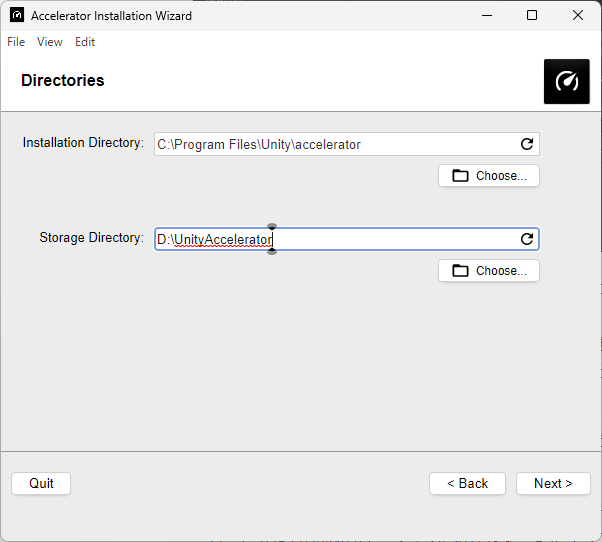 Accelerator Installation Wizard
File View Edit
Directories
Installation Directory: C:\Program Files\Unity\accelerator
Choose...
Storage Directory: D:\UnityAccelerator
Choose...
Quit < Back Next >